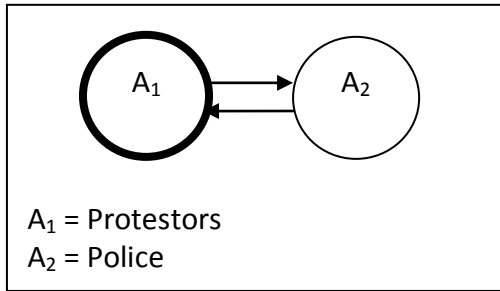 A₁ A₂
A₁ = Protestors
A₂ = Police